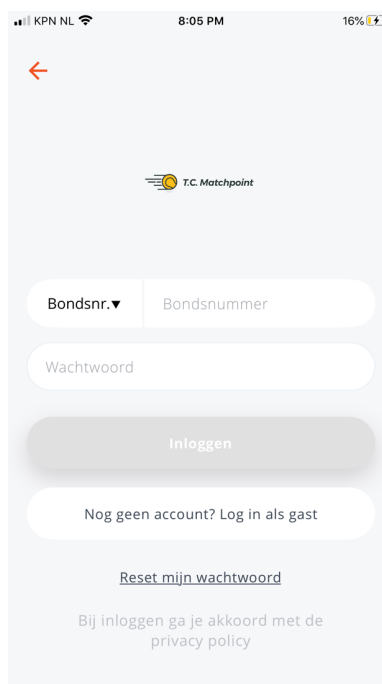 KPN NL 8:05 PM 16%
T.C. Matchpoint
Bondsnr.▼ Bondsnummer
Wachtwoord
Inloggen
Nog geen account? Log in als gast
Reset mijn wachtwoord
Bij inloggen ga je akkoord met de
privacy policy